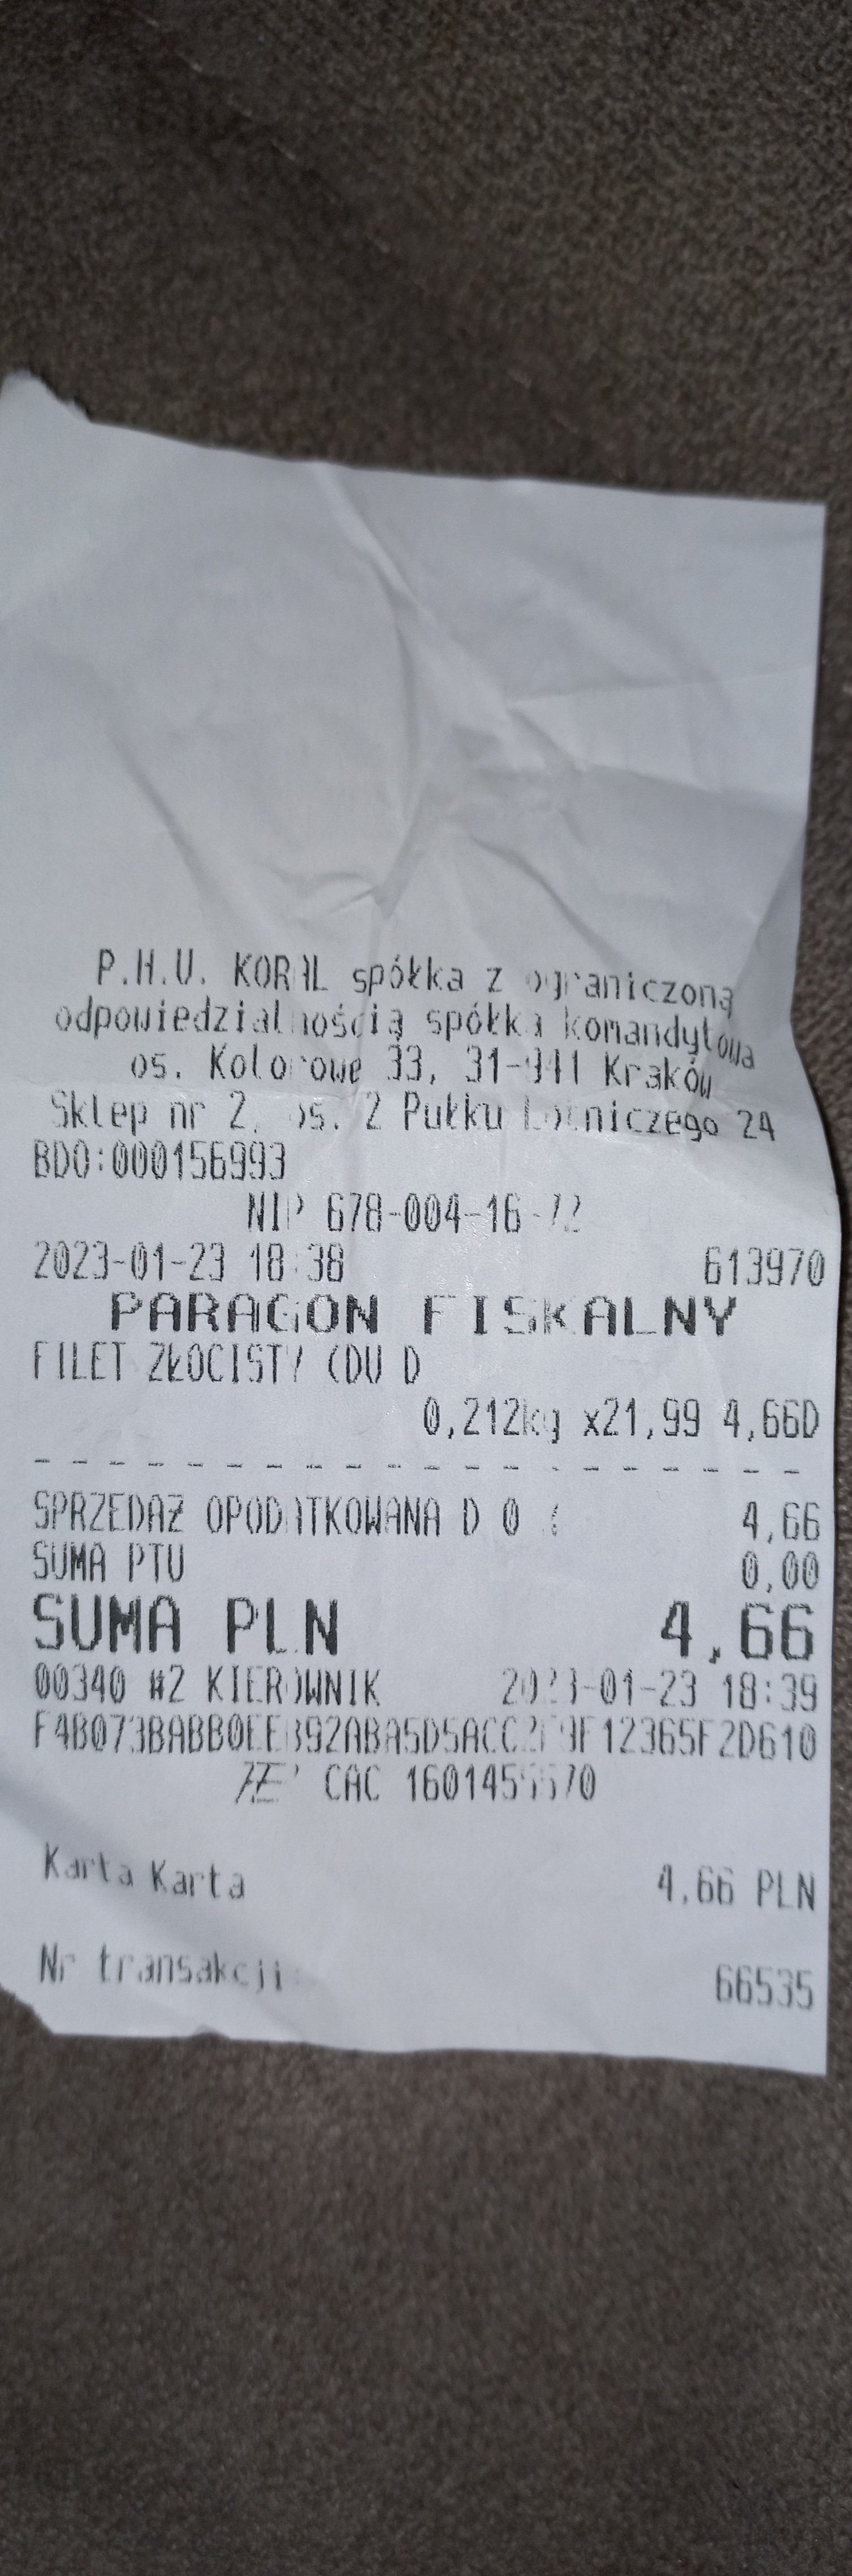 P.H.U. KORAL spółka z ograniczoną
odpowiedzialnością spółka komandytowa
os. Kolorowe 33, 31-941 Kraków
Sklep nr 2, os. 2 Pułku Lotniczego 24
BDO:000156993
NIP 678-004-16-72
2023-01-23 18:38 613970
PARAGON FISKALNY
FILET ZŁOCISTY (DU D
0,212kg x21,99 4,66D
SPRZEDAŻ OPODATKOWANA D 0 %
4,66
SUMA PTU 0,00
SUMA PLN 4,66
00340 #2 KIEROWNIK 2023-01-23 18:39
CAC
Karta Karta 4,66 PLN
Nr transakcji: 66535